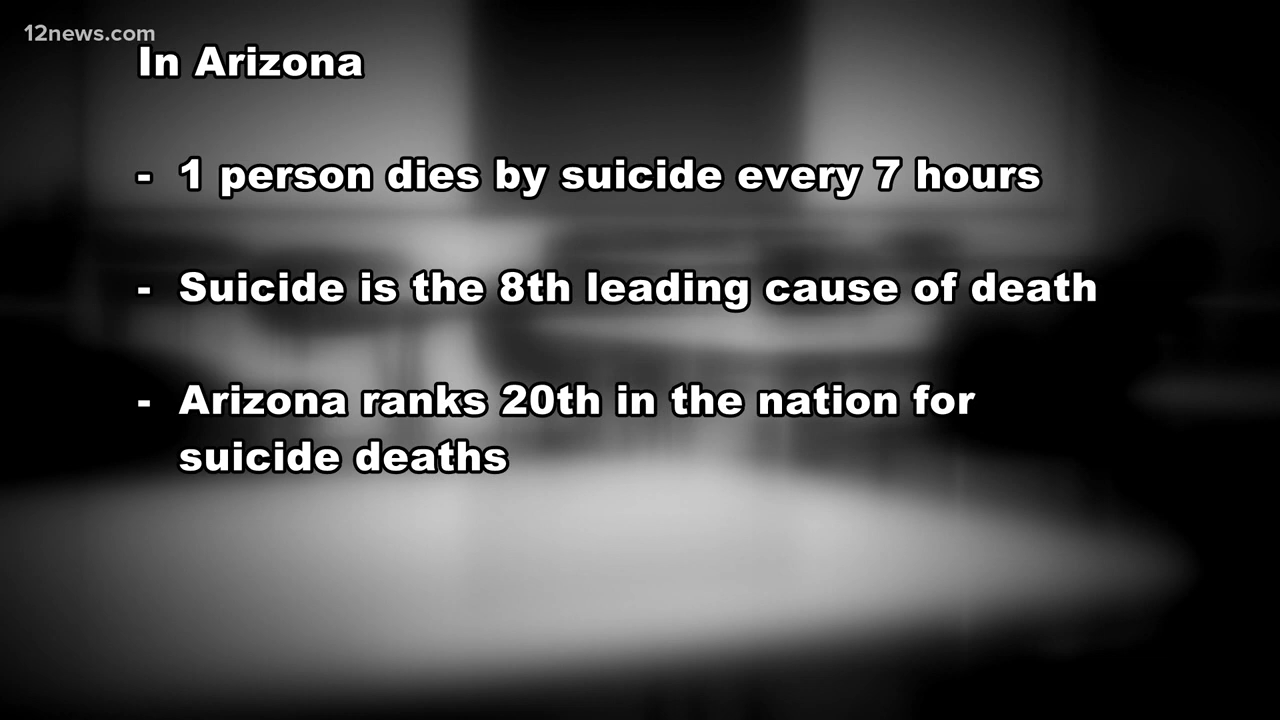 12news.com
In Arizona
- 1 person dies by suicide every 7 hours
- Suicide is the 8th leading cause of death
- Arizona ranks 20th in the nation for
suicide deaths